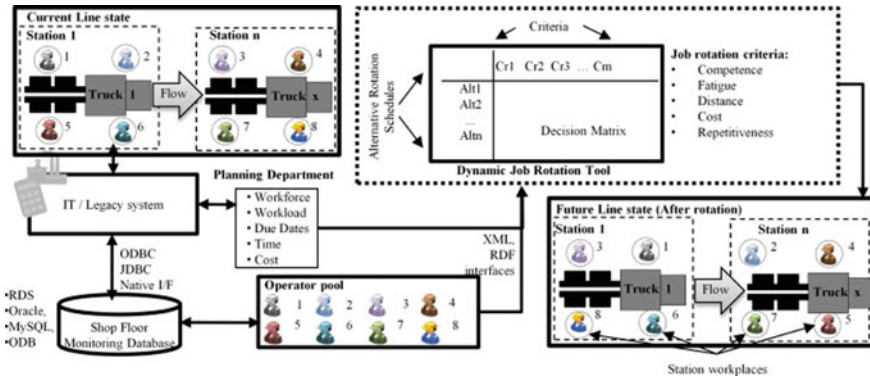 Current Line state
Station 1
Station n
1
2
3
4
Truck 1
Flow
Truck x
5
6
7
8
IT / Legacy system
ODBC
JDBC
Native I/F
•RDS
•Oracle,
•MySQL,
•ODB
Shop Floor
Monitoring Database
Planning Department
• Workforce
• Workload
• Due Dates
• Time
• Cost
Operator pool
1
2
3
4
5
6
7
8
XML,
RDF
interfaces
Criteria
Cr1 Cr2 Cr3 … Cm
Alternative Rotation
Schedules
Alt1
Alt2
...
Altn
Decision Matrix
Dynamic Job Rotation Tool
Job rotation criteria:
• Competence
• Fatigue
• Distance
• Cost
• Repetitiveness
Future Line state (After rotation)
Station 1
Station n
3
1
2
4
Truck 1
Flow
Truck x
8
6
7
5
Station workplaces